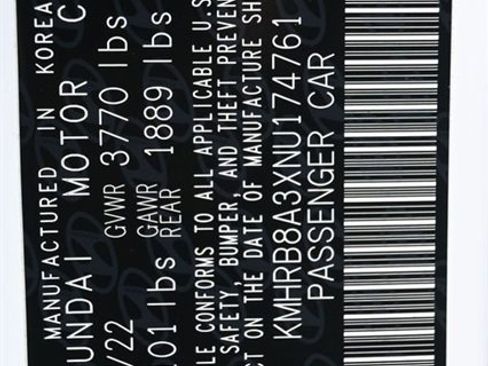 MANUFACTURED IN KOREA
UNDAI MOTOR C
/22 GVWR 3770 lbs
GAWR
01 lbs REAR 1889 lbs
LE CONFORMS TO ALL APPLICABLE U.S
SAFETY, BUMPER, AND THEFT PREVEN
CT ON THE DATE OF MANUFACTURE SH
KMHRB8A3XNU174761
PASSENGER CAR